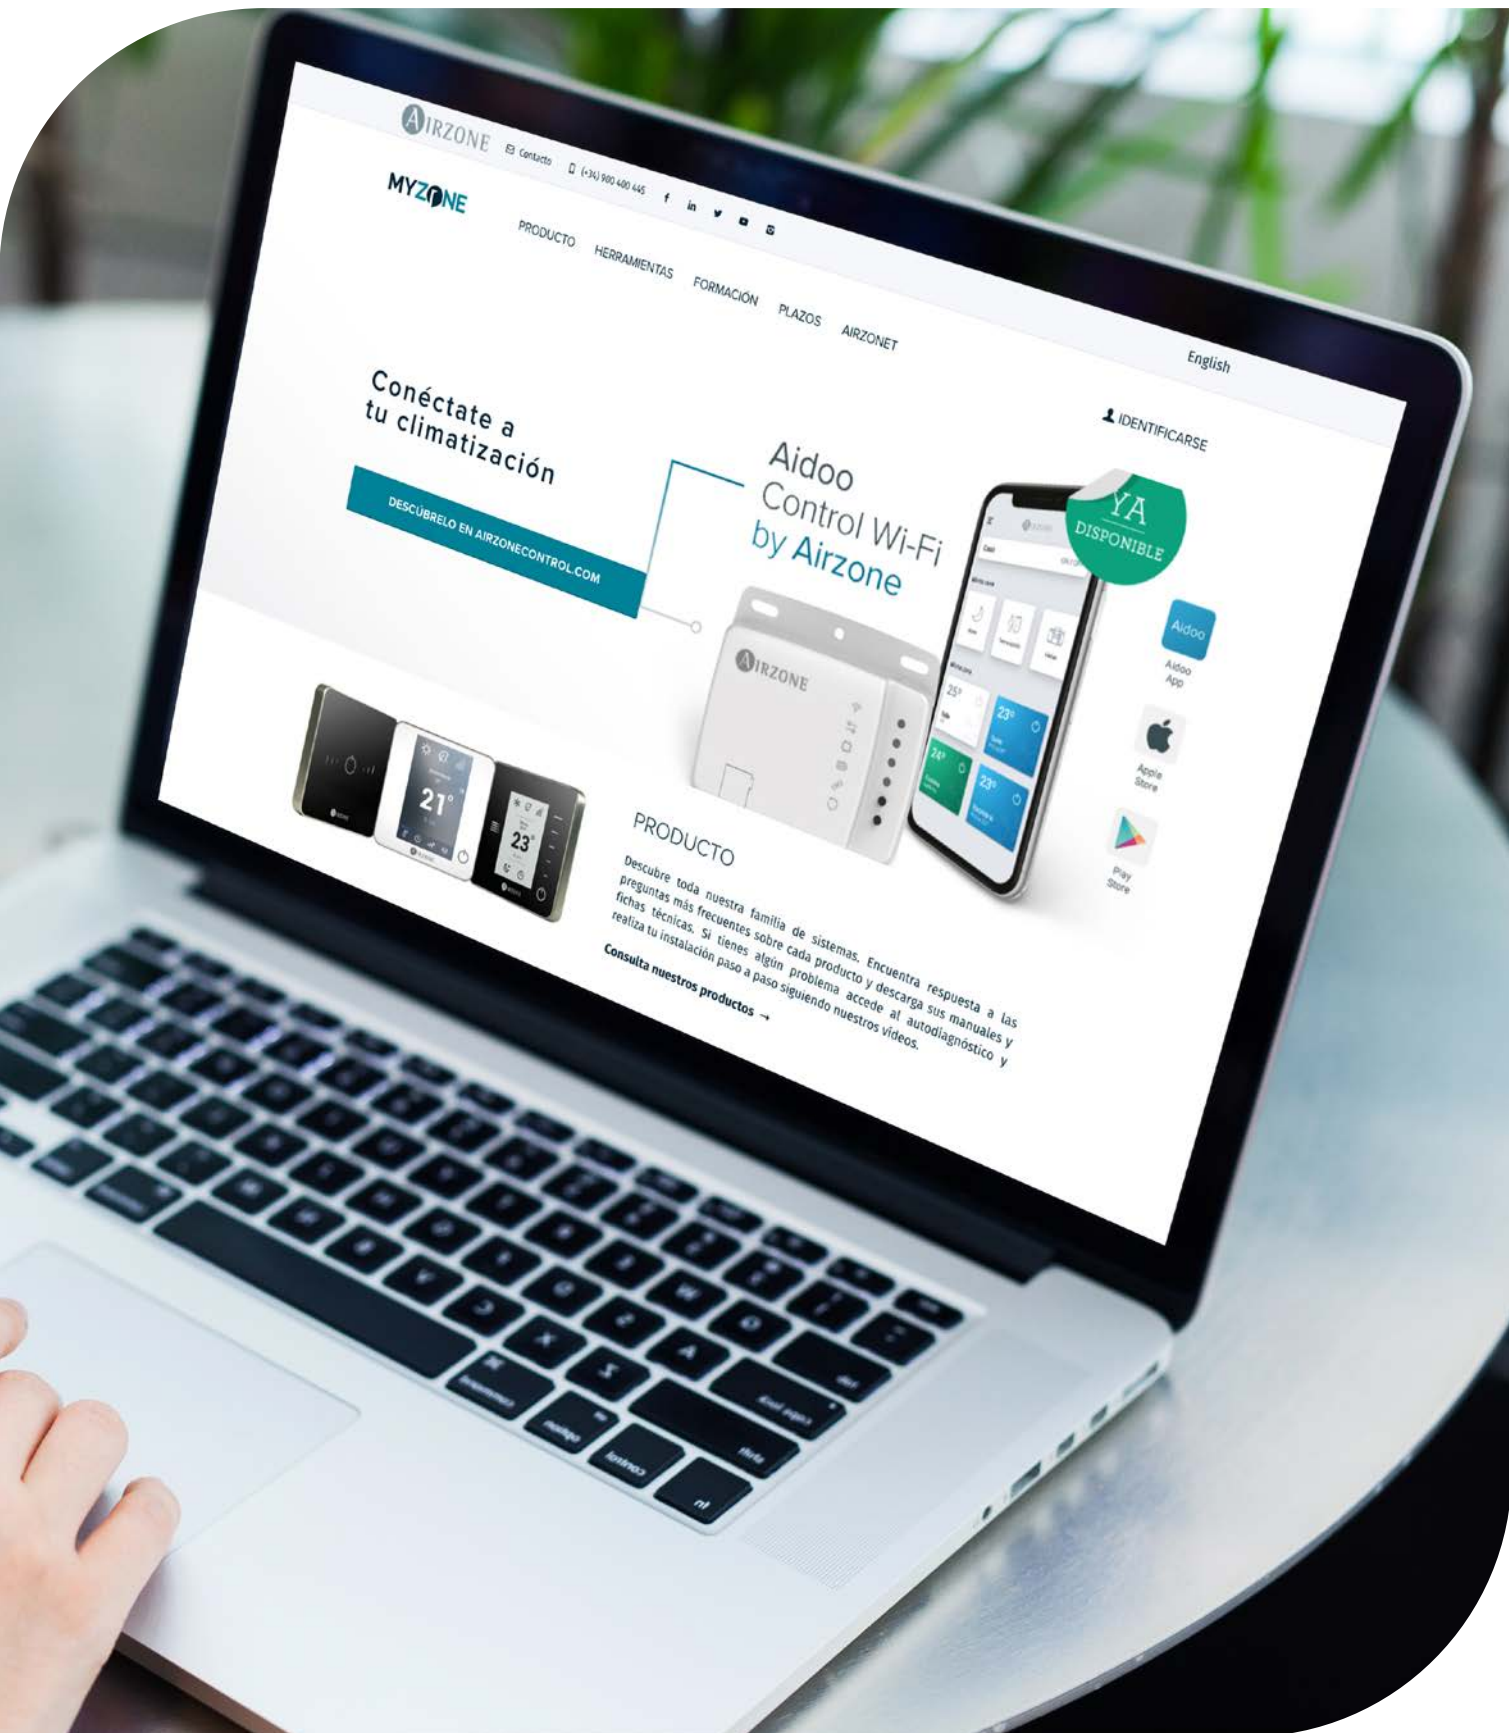 AIRZONE
Contacto
(+34) 900 400 445
MYZONE
PRODUCTO
HERRAMIENTAS
FORMACIÓN
PLAZOS
AIRZONET
English
IDENTIFICARSE
Conéctate a
tu climatización
DESCÚBRELO EN AIRZONECONTROL.COM
Aidoo
Control Wi-Fi
by Airzone
YA
DISPONIBLE
AIRZONE
25º
23º
24º
23º
Aidoo
Aidoo
App
Apple
Store
Play
Store
21°
23°
PRODUCTO
Descubre toda nuestra familia de sistemas. Encuentra respuesta a las
preguntas más frecuentes sobre cada producto y descarga sus manuales y
fichas técnicas. Si tienes algún problema accede al autodiagnóstico y
realiza tu instalación paso a paso siguiendo nuestros vídeos.
Consulta nuestros productos →